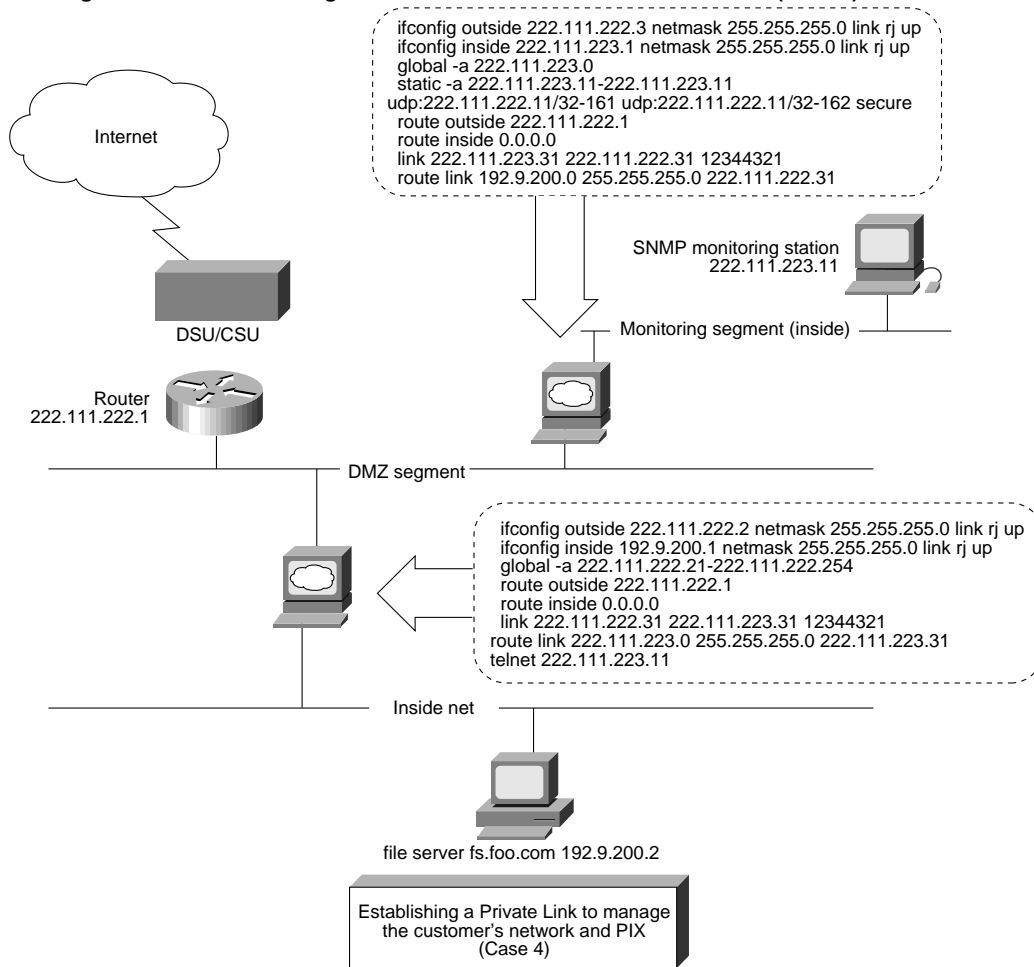 ifconfig outside 222.111.222.3 netmask 255.255.255.0 link rj up
ifconfig inside 222.111.223.1 netmask 255.255.255.0 link rj up
global -a 222.111.223.0
static -a 222.111.223.11-222.111.223.11
udp:222.111.222.11/32-161 udp:222.111.222.11/32-162 secure
route outside 222.111.222.1
route inside 0.0.0.0
link 222.111.223.31 222.111.222.31 12344321
route link 192.9.200.0 255.255.255.0 222.111.222.31
Internet
SNMP monitoring station
222.111.223.11
DSU/CSU
Monitoring segment (inside)
Router
222.111.222.1
DMZ segment
ifconfig outside 222.111.222.2 netmask 255.255.255.0 link rj up
ifconfig inside 192.9.200.1 netmask 255.255.255.0 link rj up
global -a 222.111.222.21-222.111.222.254
route outside 222.111.222.1
route inside 0.0.0.0
link 222.111.222.31 222.111.223.31 12344321
route link 222.111.223.0 255.255.255.0 222.111.223.31
telnet 222.111.223.11
Inside net
file server fs.foo.com 192.9.200.2
Establishing a Private Link to manage
the customer's network and PIX
(Case 4)